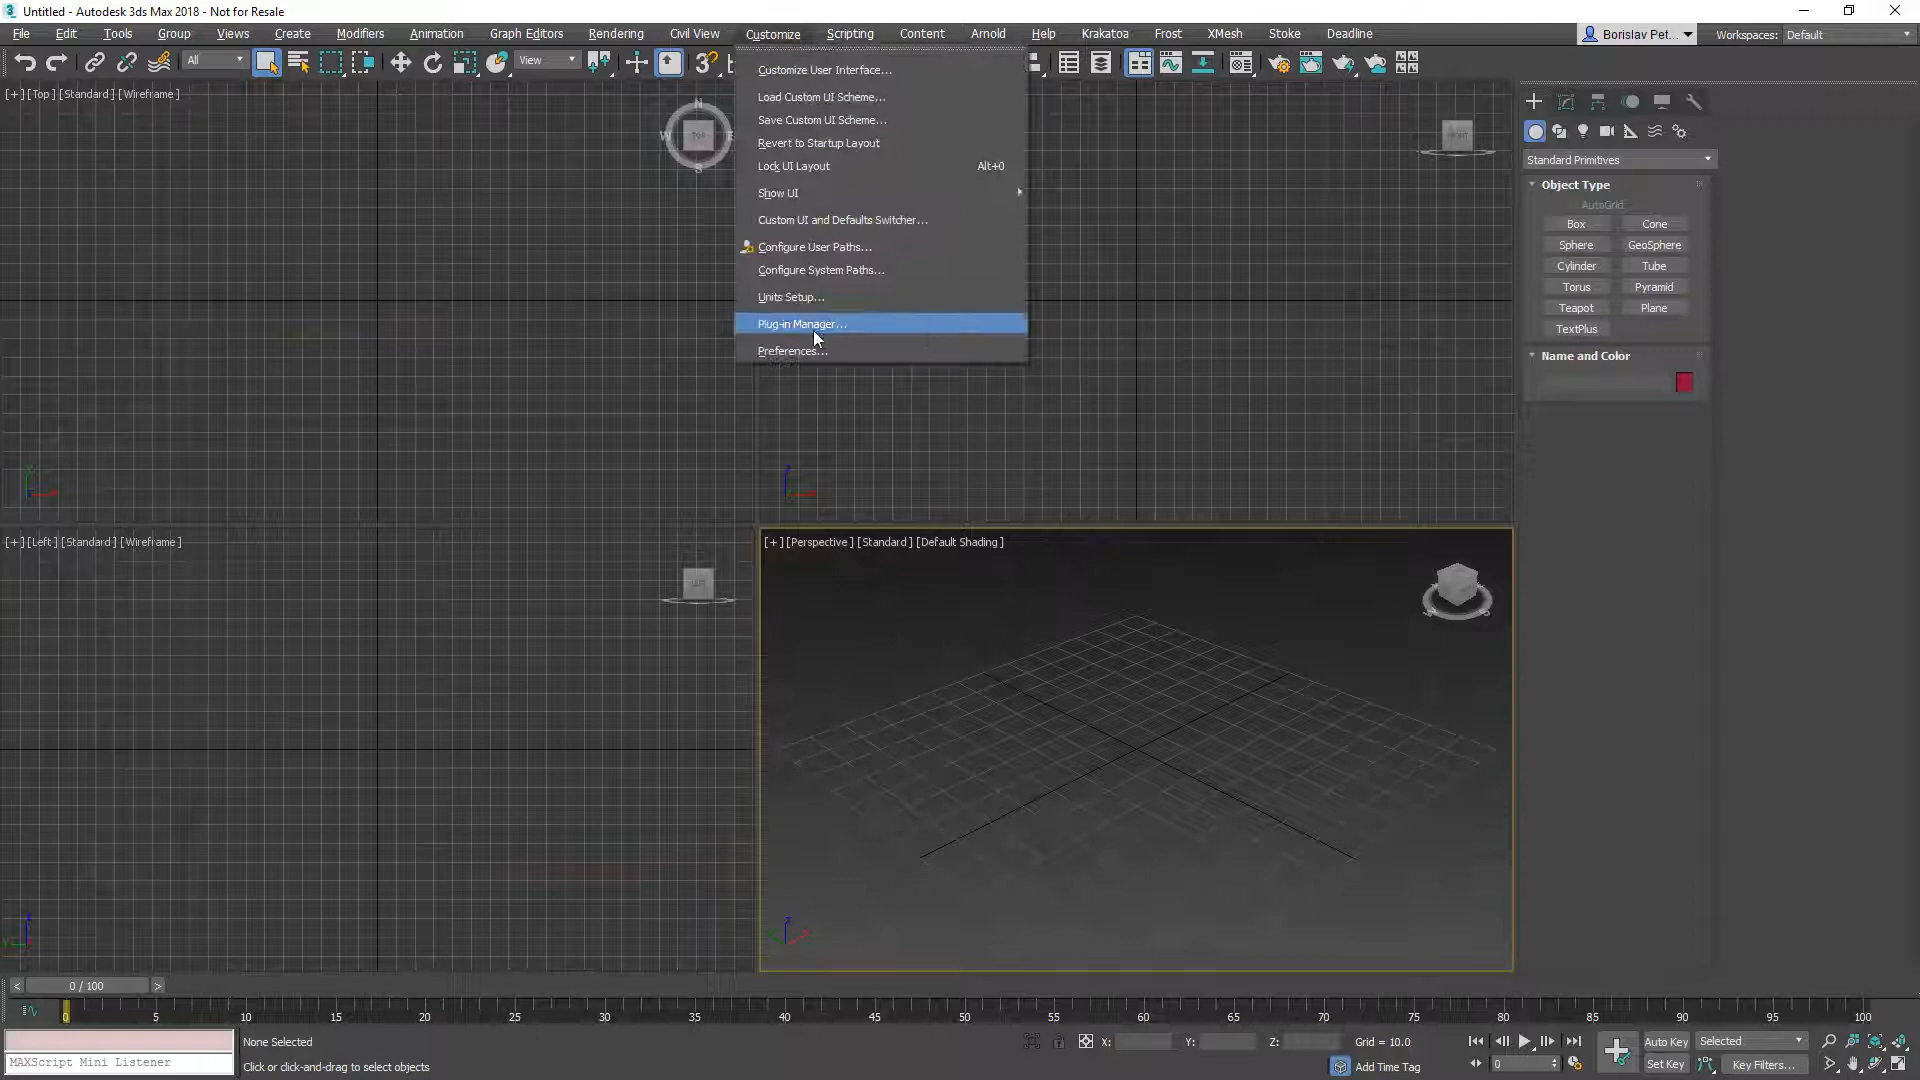 Untitled - Autodesk 3ds Max 2018 - Not for Resale
File Edit Tools Group Views Create Modifiers Animation Graph Editors Rendering Civil View Customize Scripting Content Arnold Help Krakatoa Frost XMesh Stoke Deadline Borislav Pet... Workspaces: Default
All View
Customize User Interface...
Load Custom UI Scheme...
Save Custom UI Scheme...
Revert to Startup Layout
Lock UI Layout Alt+0
Show UI
Custom UI and Defaults Switcher...
Configure User Paths...
Configure System Paths...
Units Setup...
Plug-in Manager...
Preferences...
[+] [Top] [Standard] [Wireframe]
N
W
S
TOP
FRONT
Standard Primitives
Object Type
AutoGrid
Box Cone
Sphere GeoSphere
Cylinder Tube
Torus Pyramid
Teapot Plane
TextPlus
Name and Color
[+] [Left] [Standard] [Wireframe]
[+] [Perspective] [Standard] [Default Shading]
< 0 / 100 >
0 5 10 15 20 25 30 35 40 45 50 55 60 65 70 75 80 85 90 95 100
None Selected
X: Y: Z: Grid = 10.0
Auto Key Selected
MAXScript Mini Listener
Click or click-and-drag to select objects
Add Time Tag
0
Set Key Key Filters...